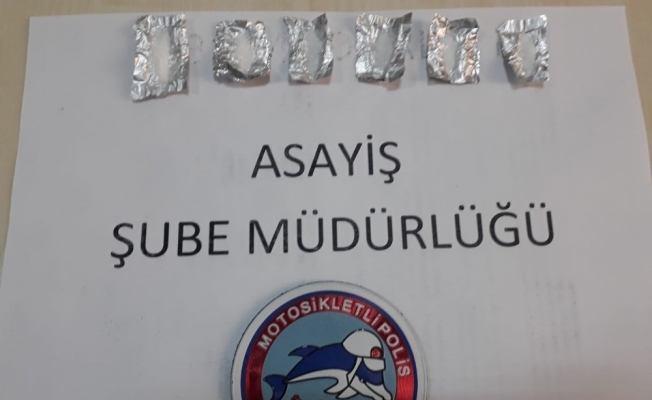 ASAYİŞ
ŞUBE MÜDÜRLÜĞÜ
MOTOSİKLETLİ POLİS